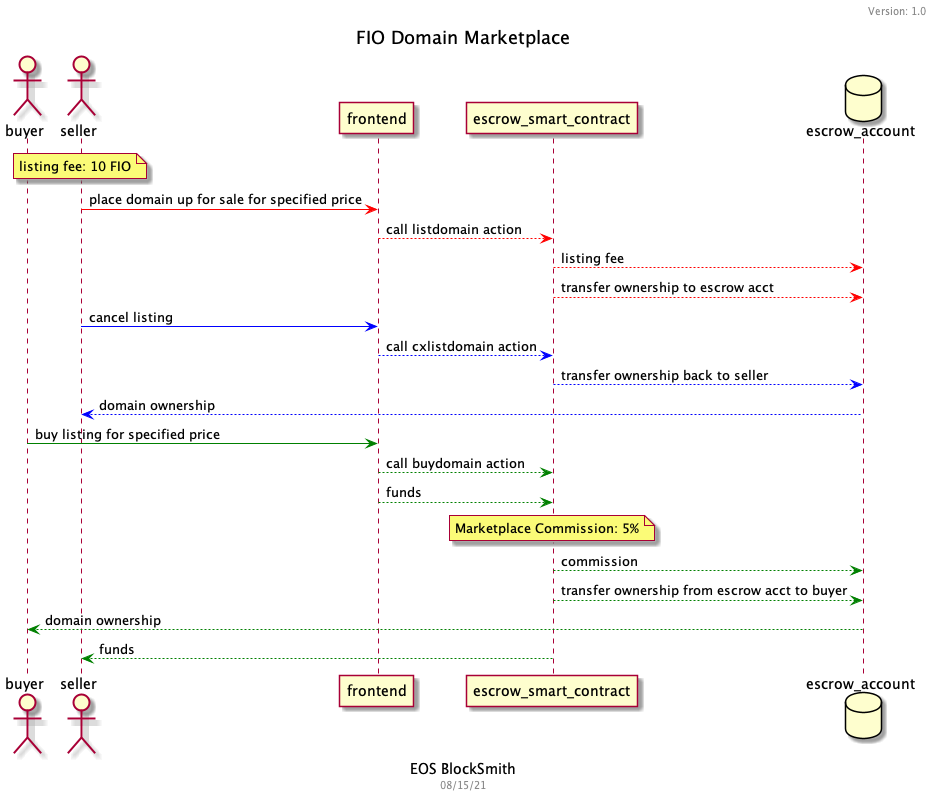 Version: 1.0
FIO Domain Marketplace
buyer
seller
frontend
escrow_smart_contract
escrow_account
listing fee: 10 FIO
place domain up for sale for specified price
call listdomain action
listing fee
transfer ownership to escrow acct
cancel listing
call cxlistdomain action
transfer ownership back to seller
domain ownership
buy listing for specified price
call buydomain action
funds
Marketplace Commission: 5%
commission
transfer ownership from escrow acct to buyer
domain ownership
funds
buyer
seller
frontend
escrow_smart_contract
escrow_account
EOS BlockSmith
08/15/21